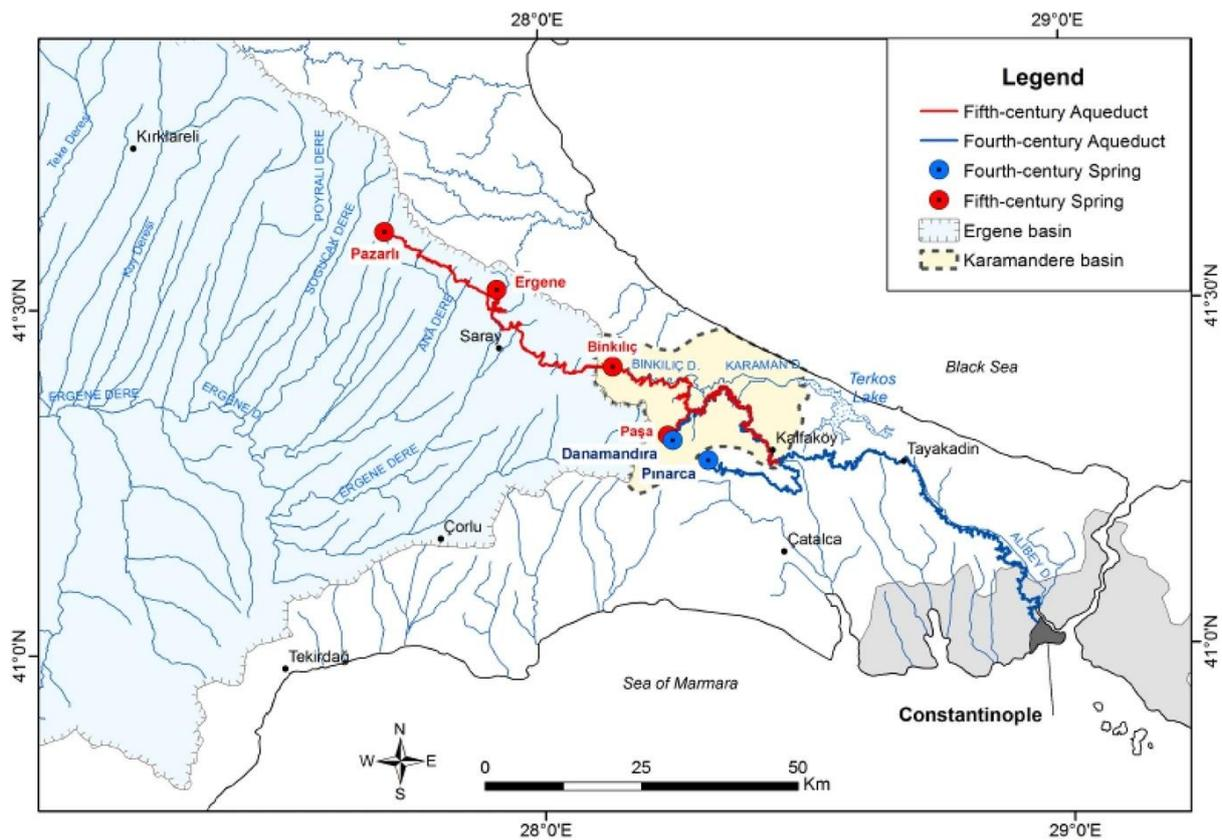 28°0'E
29°0'E
Legend
Fifth-century Aqueduct
Fourth-century Aqueduct
Fourth-century Spring
Fifth-century Spring
Ergene basin
Karamandere basin
Teke Deresi
Kırklareli
POYRALI DERE
Koy Deresi
SOGUCAK DERE
Pazarlı
Ergene
41°30'N
41°30'N
ANA DERE
Saray
Binkılıç
BINKILIÇ D.
KARAMAN D.
Black Sea
Terkos
Lake
ERGENE DERE
ERGENE D.
Paşa
Danamandıra
Kalfaköy
Tayakadin
Pınarca
ERGENE DERE
Çorlu
Çatalca
ALIBEY D.
41°0'N
41°0'N
Tekirdağ
Sea of Marmara
Constantinople
N
W
E
S
0
25
50
Km
28°0'E
29°0'E